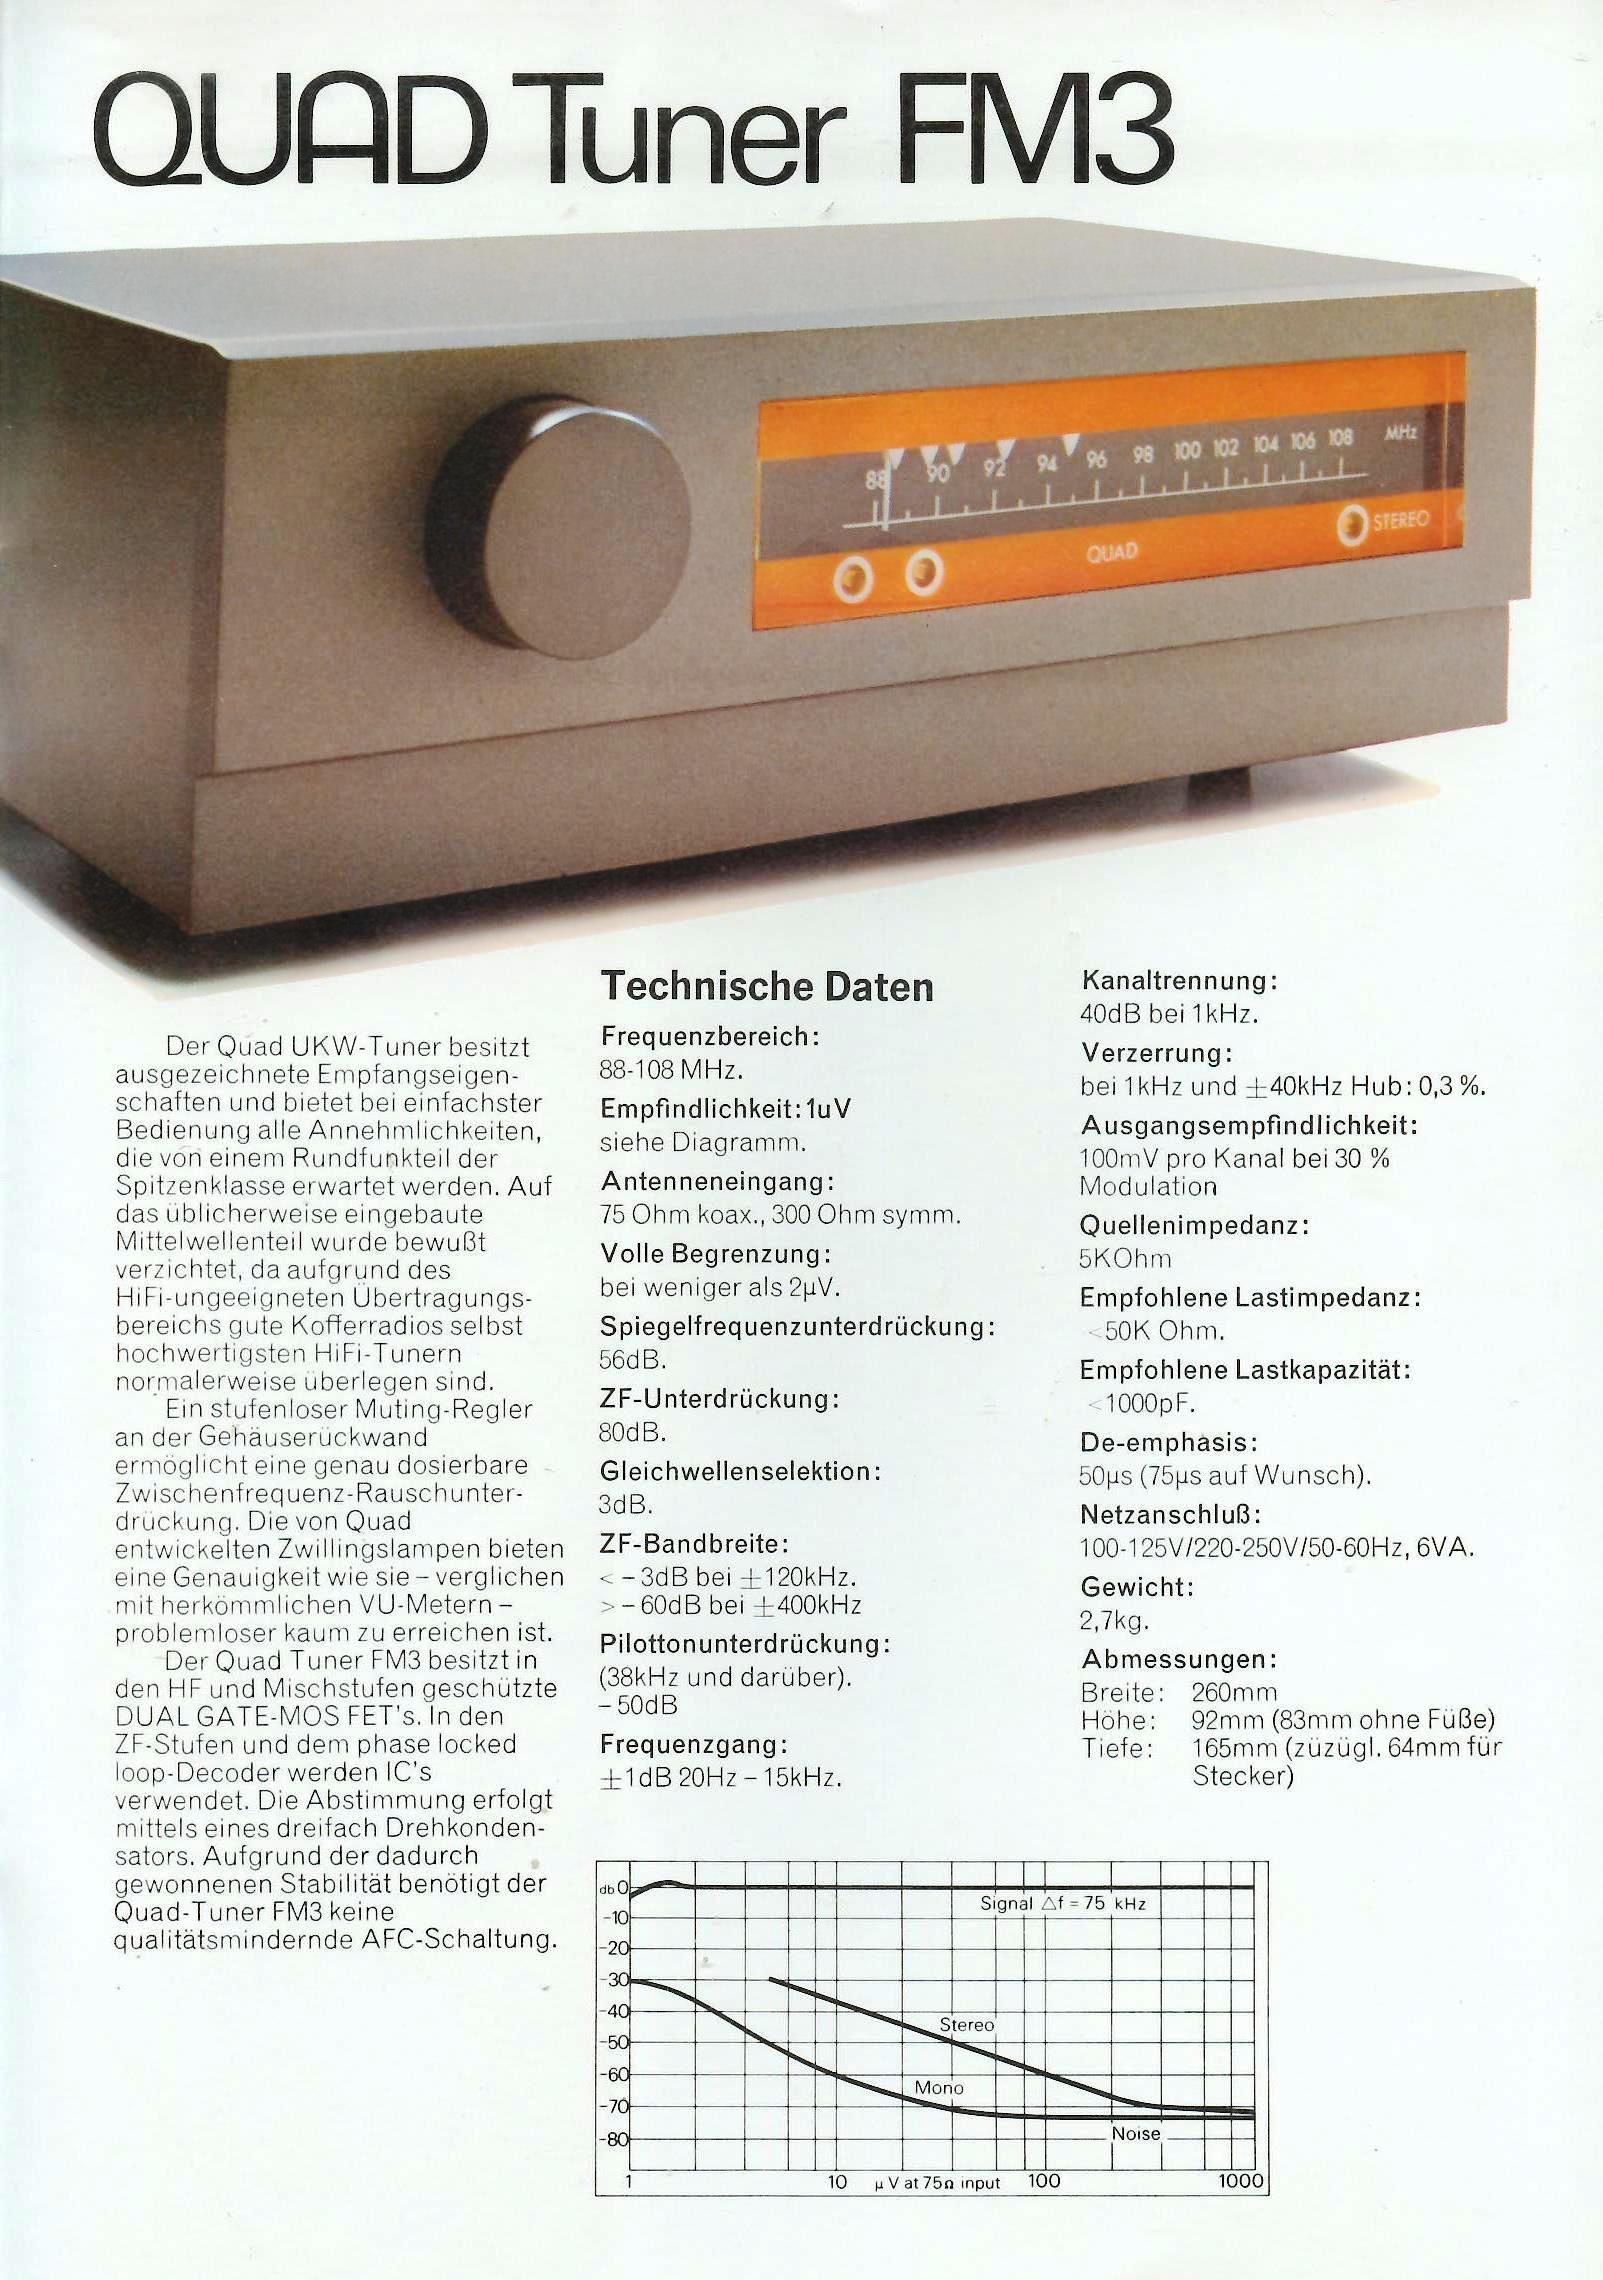 QUAD Tuner FM3
88 90 92 94 96 98 100 102 104 106 108 MHz
QUAD
STEREO
Der Quad UKW-Tuner besitzt
ausgezeichnete Empfangseigen-
schaften und bietet bei einfachster
Bedienung alle Annehmlichkeiten,
die von einem Rundfunkteil der
Spitzenklasse erwartet werden. Auf
das üblicherweise eingebaute
Mittelwellenteil wurde bewußt
verzichtet, da aufgrund des
HiFi-ungeeigneten Übertragungs-
bereichs gute Kofferradios selbst
hochwertigsten HiFi-Tunern
normalerweise überlegen sind.
Ein stufenloser Muting-Regler
an der Gehäuserückwand
ermöglicht eine genau dosierbare
Zwischenfrequenz-Rauschunter-
drückung. Die von Quad
entwickelten Zwillingslampen bieten
eine Genauigkeit wie sie – verglichen
mit herkömmlichen VU-Metern –
problemloser kaum zu erreichen ist.
Der Quad Tuner FM3 besitzt in
den HF und Mischstufen geschützte
DUAL GATE-MOS FET's. In den
ZF-Stufen und dem phase locked
loop-Decoder werden IC's
verwendet. Die Abstimmung erfolgt
mittels eines dreifach Drehkonden-
sators. Aufgrund der dadurch
gewonnenen Stabilität benötigt der
Quad-Tuner FM3 keine
qualitätsmindernde AFC-Schaltung.
Technische Daten
Frequenzbereich:
88-108 MHz.
Empfindlichkeit: 1uV
siehe Diagramm.
Antenneneingang:
75 Ohm koax., 300 Ohm symm.
Volle Begrenzung:
bei weniger als 2µV.
Spiegelfrequenzunterdrückung:
56dB.
ZF-Unterdrückung:
80dB.
Gleichwellenselektion:
3dB.
ZF-Bandbreite:
< – 3dB bei ±120kHz.
> – 60dB bei ±400kHz
Pilottonunterdrückung:
(38kHz und darüber).
– 50dB
Frequenzgang:
±1dB 20Hz – 15kHz.
Kanaltrennung:
40dB bei 1kHz.
Verzerrung:
bei 1kHz und ±40kHz Hub: 0,3 %.
Ausgangsempfindlichkeit:
100mV pro Kanal bei 30 %
Modulation
Quellenimpedanz:
5KOhm
Empfohlene Lastimpedanz:
<50K Ohm.
Empfohlene Lastkapazität:
<1000pF.
De-emphasis:
50µs (75µs auf Wunsch).
Netzanschluß:
100-125V/220-250V/50-60Hz, 6VA.
Gewicht:
2,7kg.
Abmessungen:
Breite: 260mm
Höhe: 92mm (83mm ohne Füße)
Tiefe: 165mm (züzügl. 64mm für
Stecker)
db 0
Signal △f = 75 kHz
-10
-20
-30
-40
Stereo
-50
-60
Mono
-70
Noise
-80
1 10 µV at 75Ω input 100 1000